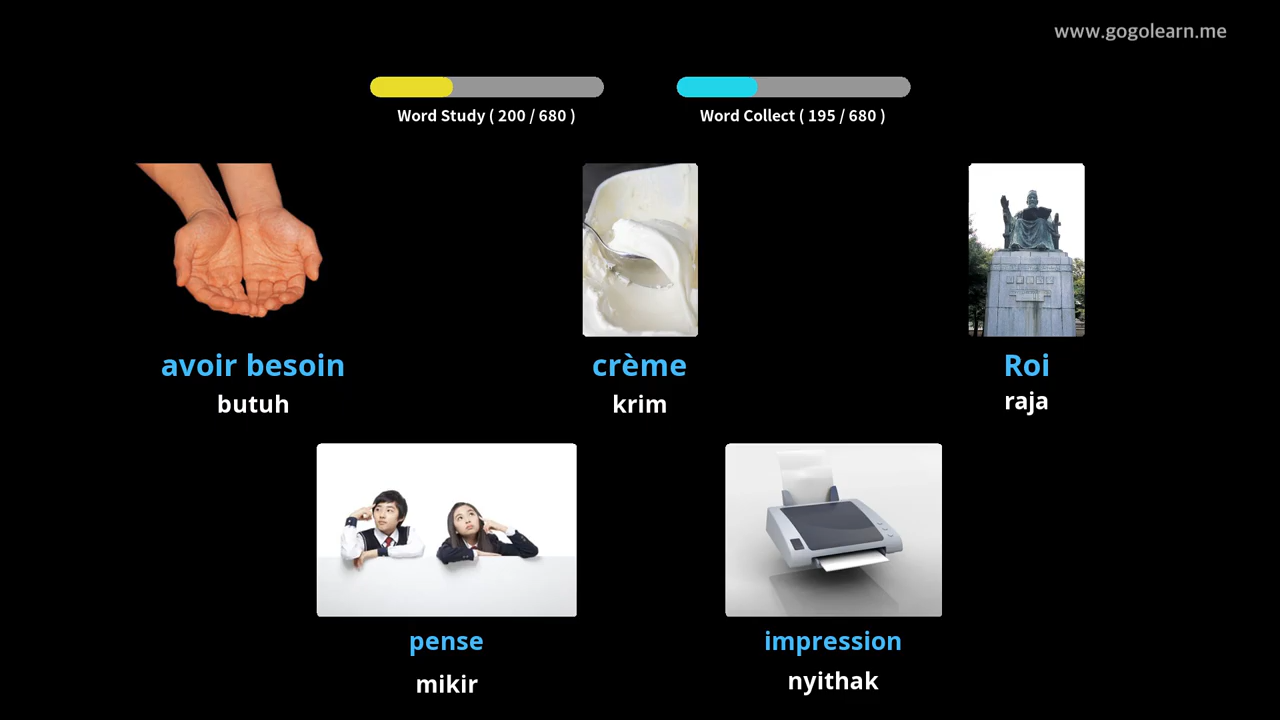 www.gogolearn.me
Word Study ( 200 / 680 )
Word Collect ( 195 / 680 )
avoir besoin
butuh
crème
krim
Roi
raja
pense
mikir
impression
nyithak